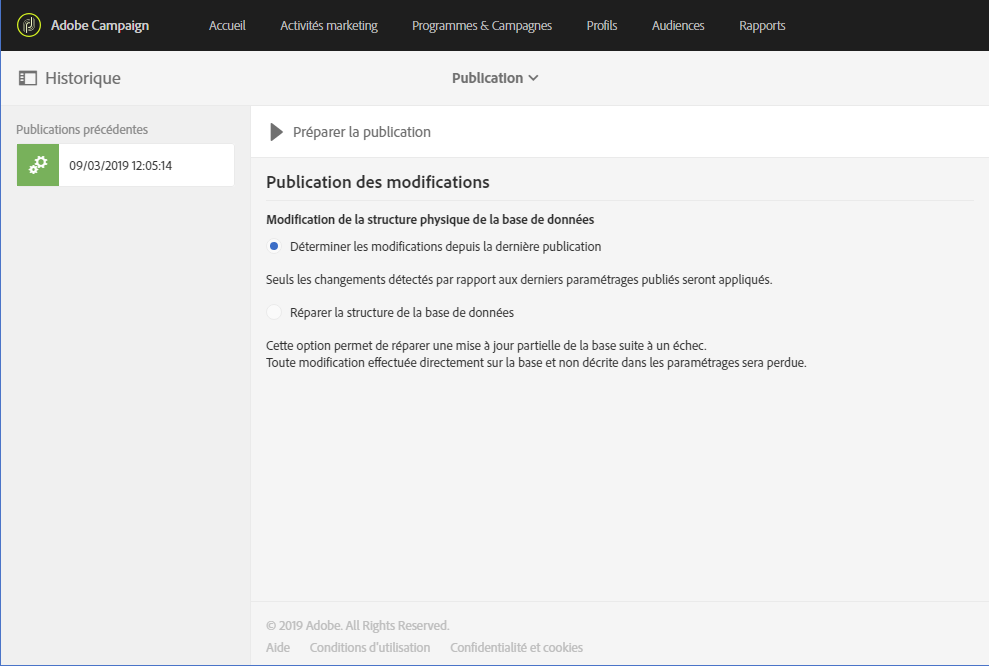 Adobe Campaign
Accueil
Activités marketing
Programmes & Campagnes
Profils
Audiences
Rapports
Historique
Publication
Publications précédentes
09/03/2019 12:05:14
Préparer la publication
Publication des modifications
Modification de la structure physique de la base de données
Déterminer les modifications depuis la dernière publication
Seuls les changements détectés par rapport aux derniers paramétrages publiés seront appliqués.
Réparer la structure de la base de données
Cette option permet de réparer une mise à jour partielle de la base suite à un échec.
Toute modification effectuée directement sur la base et non décrite dans les paramétrages sera perdue.
© 2019 Adobe. All Rights Reserved.
Aide
Conditions d'utilisation
Confidentialité et cookies